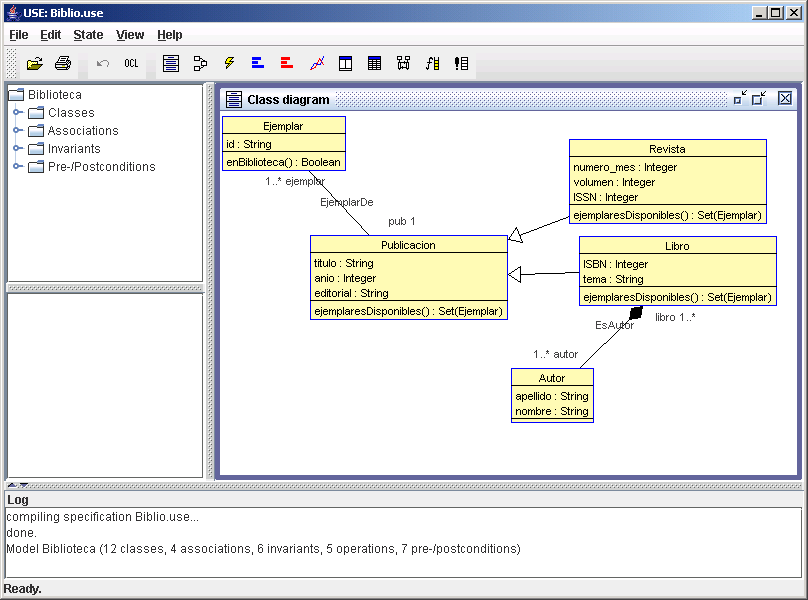 USE: Biblio.use
File Edit State View Help
OCL
Biblioteca
Classes
Associations
Invariants
Pre-/Postconditions
Class diagram
Ejemplar
id : String
enBiblioteca() : Boolean
1..* ejemplar
EjemplarDe
pub 1
Revista
numero_mes : Integer
volumen : Integer
ISSN : Integer
ejemplaresDisponibles() : Set(Ejemplar)
Publicacion
titulo : String
anio : Integer
editorial : String
ejemplaresDisponibles() : Set(Ejemplar)
Libro
ISBN : Integer
tema : String
ejemplaresDisponibles() : Set(Ejemplar)
EsAutor
libro 1..*
1..* autor
Autor
apellido : String
nombre : String
Log
compiling specification Biblio.use...
done.
Model Biblioteca (12 classes, 4 associations, 6 invariants, 5 operations, 7 pre-/postconditions)
Ready.